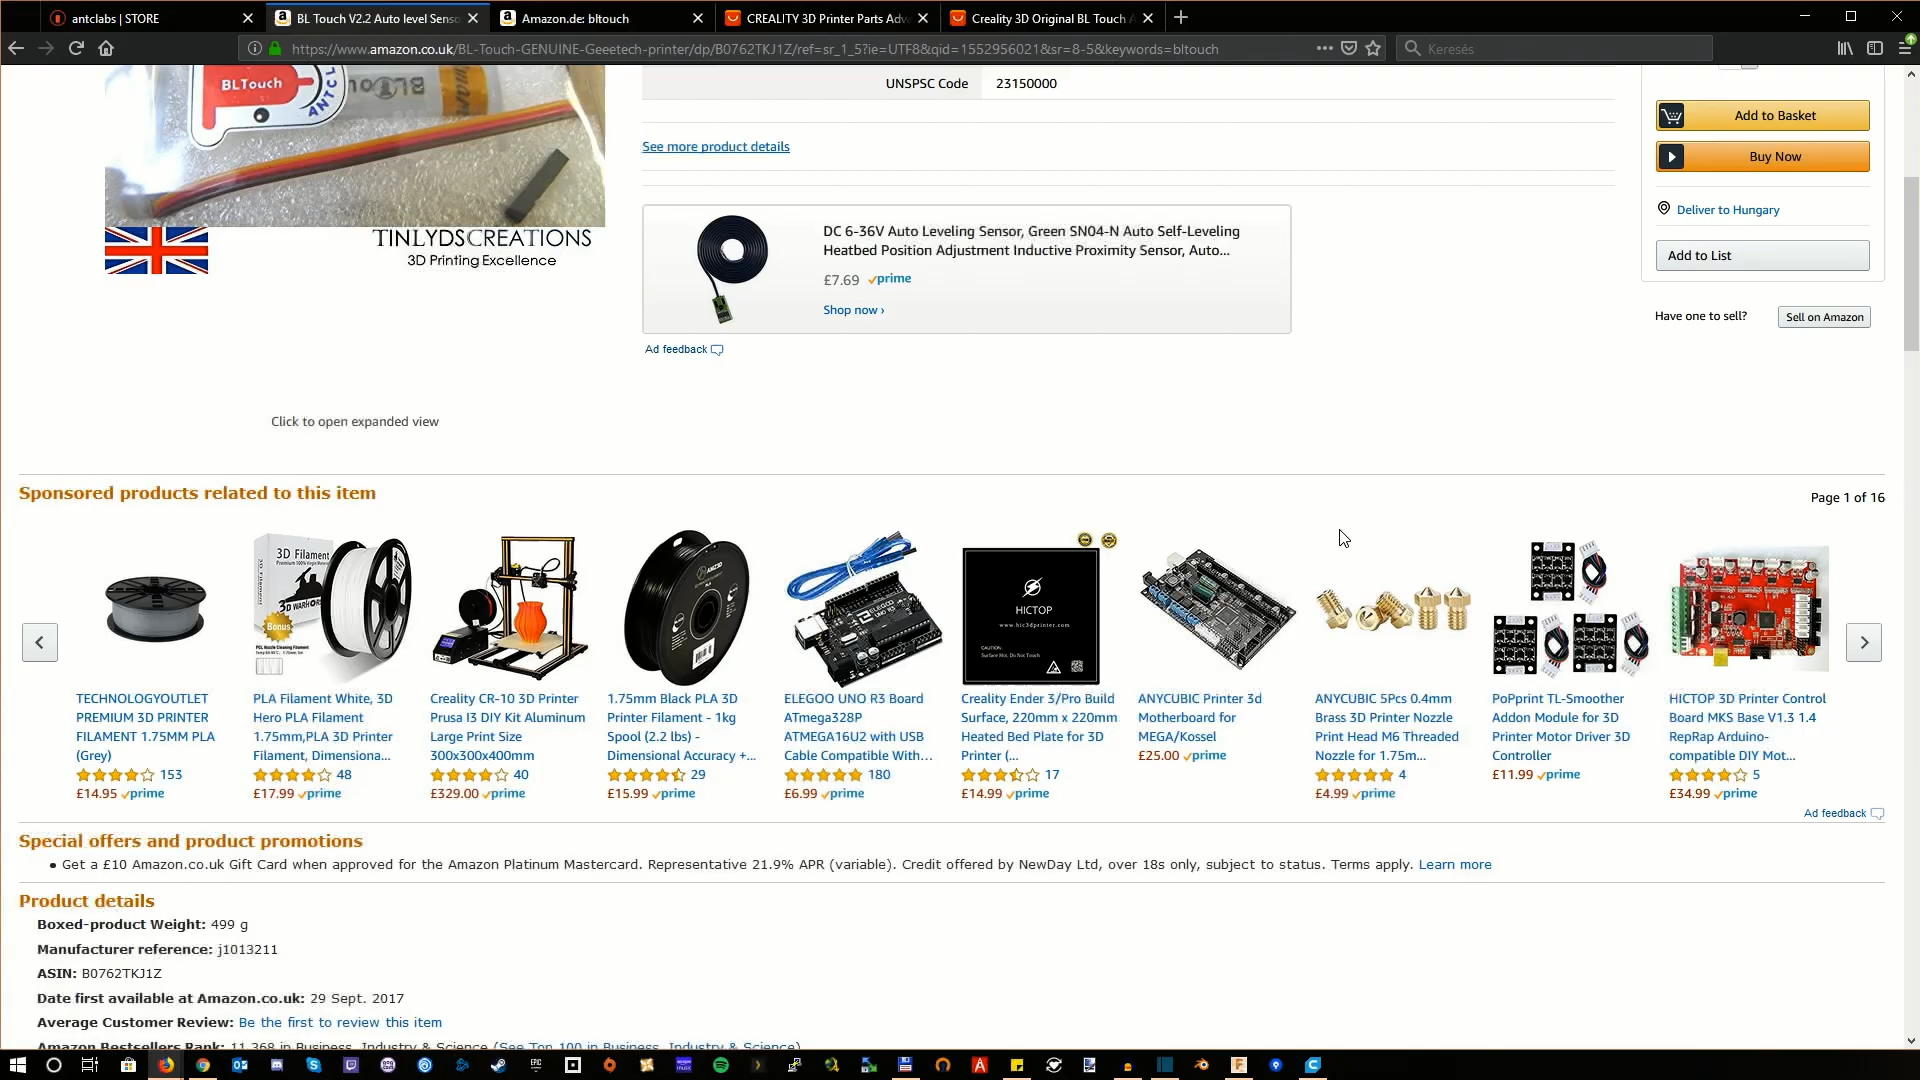 antclabs | STORE
BL Touch V2.2 Auto level Senso
Amazon.de: bltouch
CREALITY 3D Printer Parts Adv
Creality 3D Original BL Touch A
https://www.amazon.co.uk/BL-Touch-GENUINE-Geeetech-printer/dp/B0762TKJ1Z/ref=sr_1_5?ie=UTF8&qid=1552956021&sr=8-5&keywords=bltouch
Keresés
BLTouch
ANTCL
UNSPSC Code 23150000
See more product details
Add to Basket
Buy Now
Deliver to Hungary
Add to List
Have one to sell?
Sell on Amazon
TINLYDSCREATIONS
3D Printing Excellence
DC 6-36V Auto Leveling Sensor, Green SN04-N Auto Self-Leveling
Heatbed Position Adjustment Inductive Proximity Sensor, Auto...
£7.69 prime
Shop now ›
Ad feedback
Click to open expanded view
Sponsored products related to this item
Page 1 of 16
3D Filament
3D WARHORSE
Bonus
HICTOP
www.hic3dprinter.com
CAUTION:
Surface Hot, Do Not Touch
TECHNOLOGYOUTLET
PREMIUM 3D PRINTER
FILAMENT 1.75MM PLA
(Grey)
153
£14.95 prime
PLA Filament White, 3D
Hero PLA Filament
1.75mm,PLA 3D Printer
Filament, Dimensiona...
48
£17.99 prime
Creality CR-10 3D Printer
Prusa I3 DIY Kit Aluminum
Large Print Size
300x300x400mm
40
£329.00 prime
1.75mm Black PLA 3D
Printer Filament - 1kg
Spool (2.2 lbs) -
Dimensional Accuracy +...
29
£15.99 prime
ELEGOO UNO R3 Board
ATmega328P
ATMEGA16U2 with USB
Cable Compatible With...
180
£6.99 prime
Creality Ender 3/Pro Build
Surface, 220mm x 220mm
Heated Bed Plate for 3D
Printer (...
17
£14.99 prime
ANYCUBIC Printer 3d
Motherboard for
MEGA/Kossel
£25.00 prime
ANYCUBIC 5Pcs 0.4mm
Brass 3D Printer Nozzle
Print Head M6 Threaded
Nozzle for 1.75m...
4
£4.99 prime
PoPprint TL-Smoother
Addon Module for 3D
Printer Motor Driver 3D
Controller
£11.99 prime
HICTOP 3D Printer Control
Board MKS Base V1.3 1.4
RepRap Arduino-
compatible DIY Mot...
5
£34.99 prime
Ad feedback
Special offers and product promotions
• Get a £10 Amazon.co.uk Gift Card when approved for the Amazon Platinum Mastercard. Representative 21.9% APR (variable). Credit offered by NewDay Ltd, over 18s only, subject to status. Terms apply. Learn more
Product details
Boxed-product Weight: 499 g
Manufacturer reference: j1013211
ASIN: B0762TKJ1Z
Date first available at Amazon.co.uk: 29 Sept. 2017
Average Customer Review: Be the first to review this item
Amazon Bestsellers Rank: 11,368 in Business, Industry & Science (See Top 100 in Business, Industry & Science)